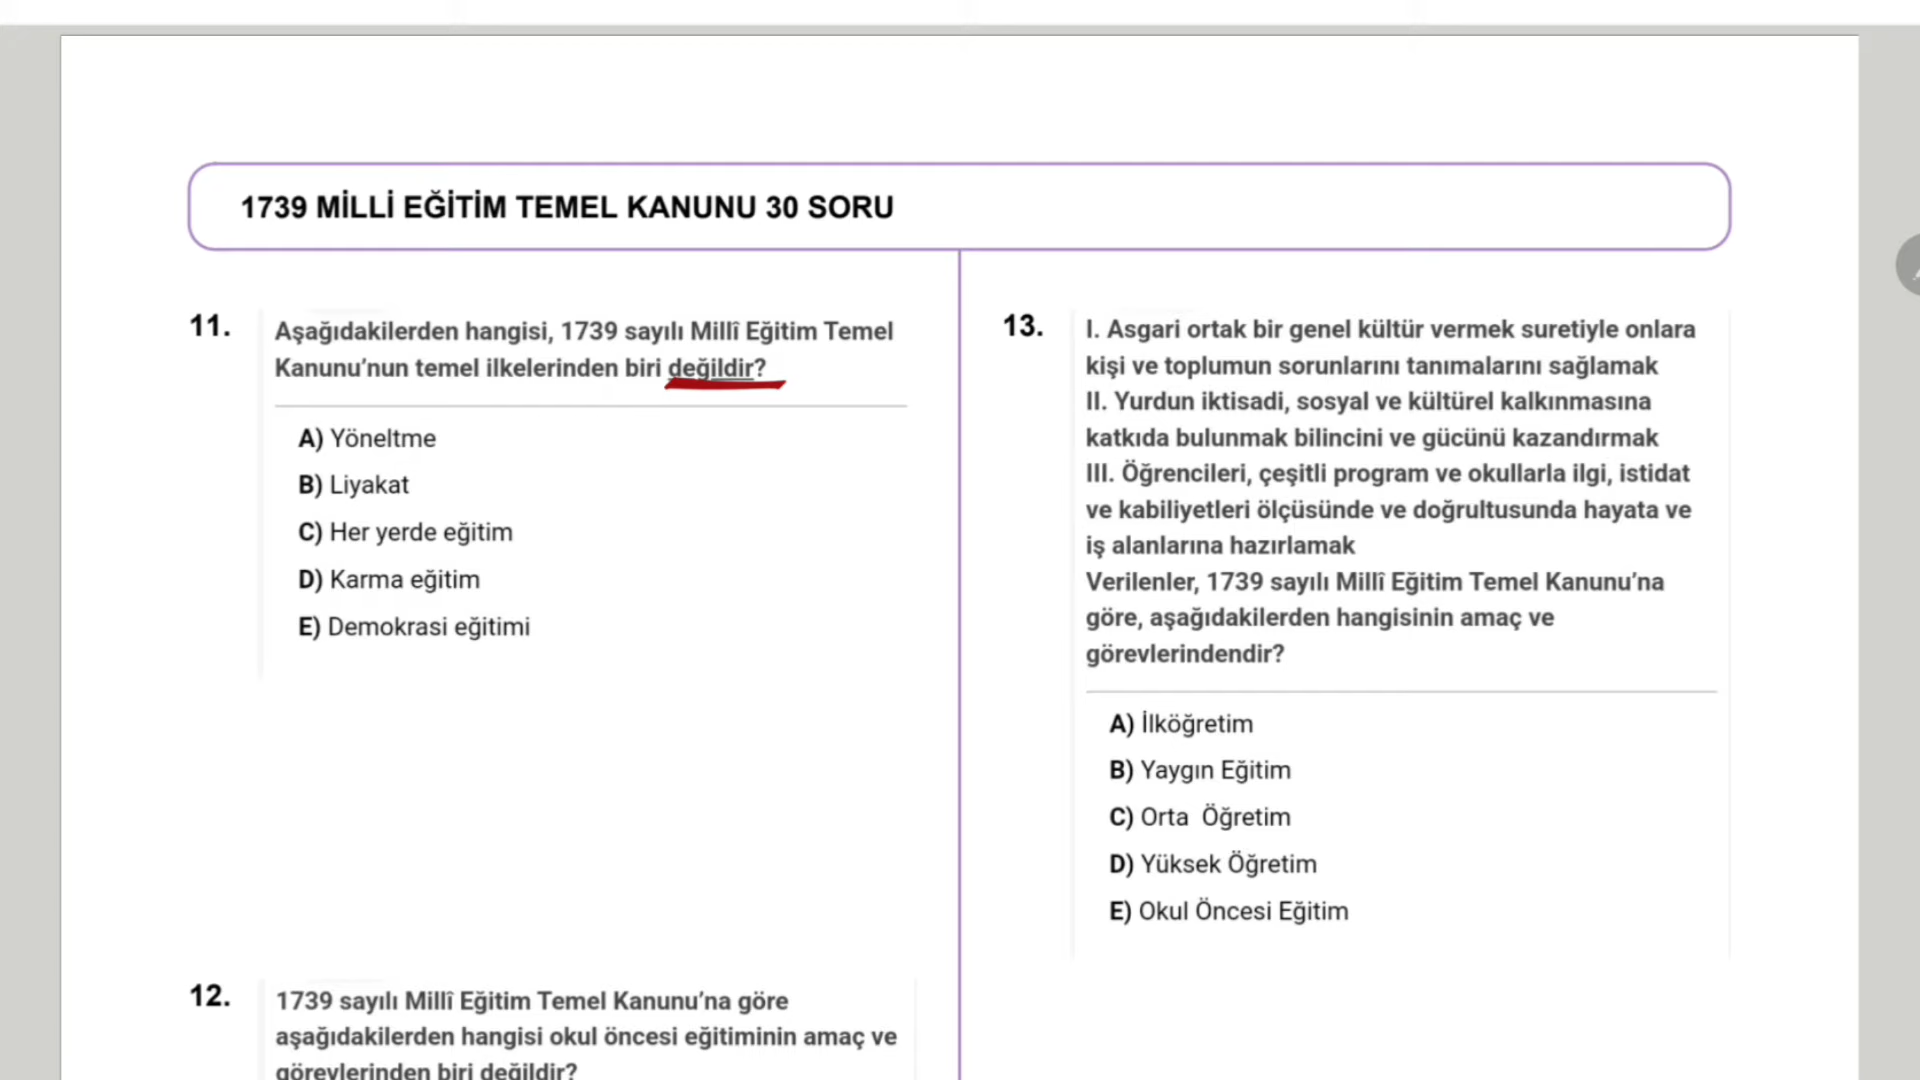 1739 MİLLİ EĞİTİM TEMEL KANUNU 30 SORU
11.
Aşağıdakilerden hangisi, 1739 sayılı Millî Eğitim Temel
Kanunu’nun temel ilkelerinden biri değildir?
A) Yöneltme
B) Liyakat
C) Her yerde eğitim
D) Karma eğitim
E) Demokrasi eğitimi
12.
1739 sayılı Millî Eğitim Temel Kanunu’na göre
aşağıdakilerden hangisi okul öncesi eğitiminin amaç ve
görevlerinden biri değildir?
13.
I. Asgari ortak bir genel kültür vermek suretiyle onlara
kişi ve toplumun sorunlarını tanımalarını sağlamak
II. Yurdun iktisadi, sosyal ve kültürel kalkınmasına
katkıda bulunmak bilincini ve gücünü kazandırmak
III. Öğrencileri, çeşitli program ve okullarla ilgi, istidat
ve kabiliyetleri ölçüsünde ve doğrultusunda hayata ve
iş alanlarına hazırlamak
Verilenler, 1739 sayılı Millî Eğitim Temel Kanunu’na
göre, aşağıdakilerden hangisinin amaç ve
görevlerindendir?
A) İlköğretim
B) Yaygın Eğitim
C) Orta  Öğretim
D) Yüksek Öğretim
E) Okul Öncesi Eğitim